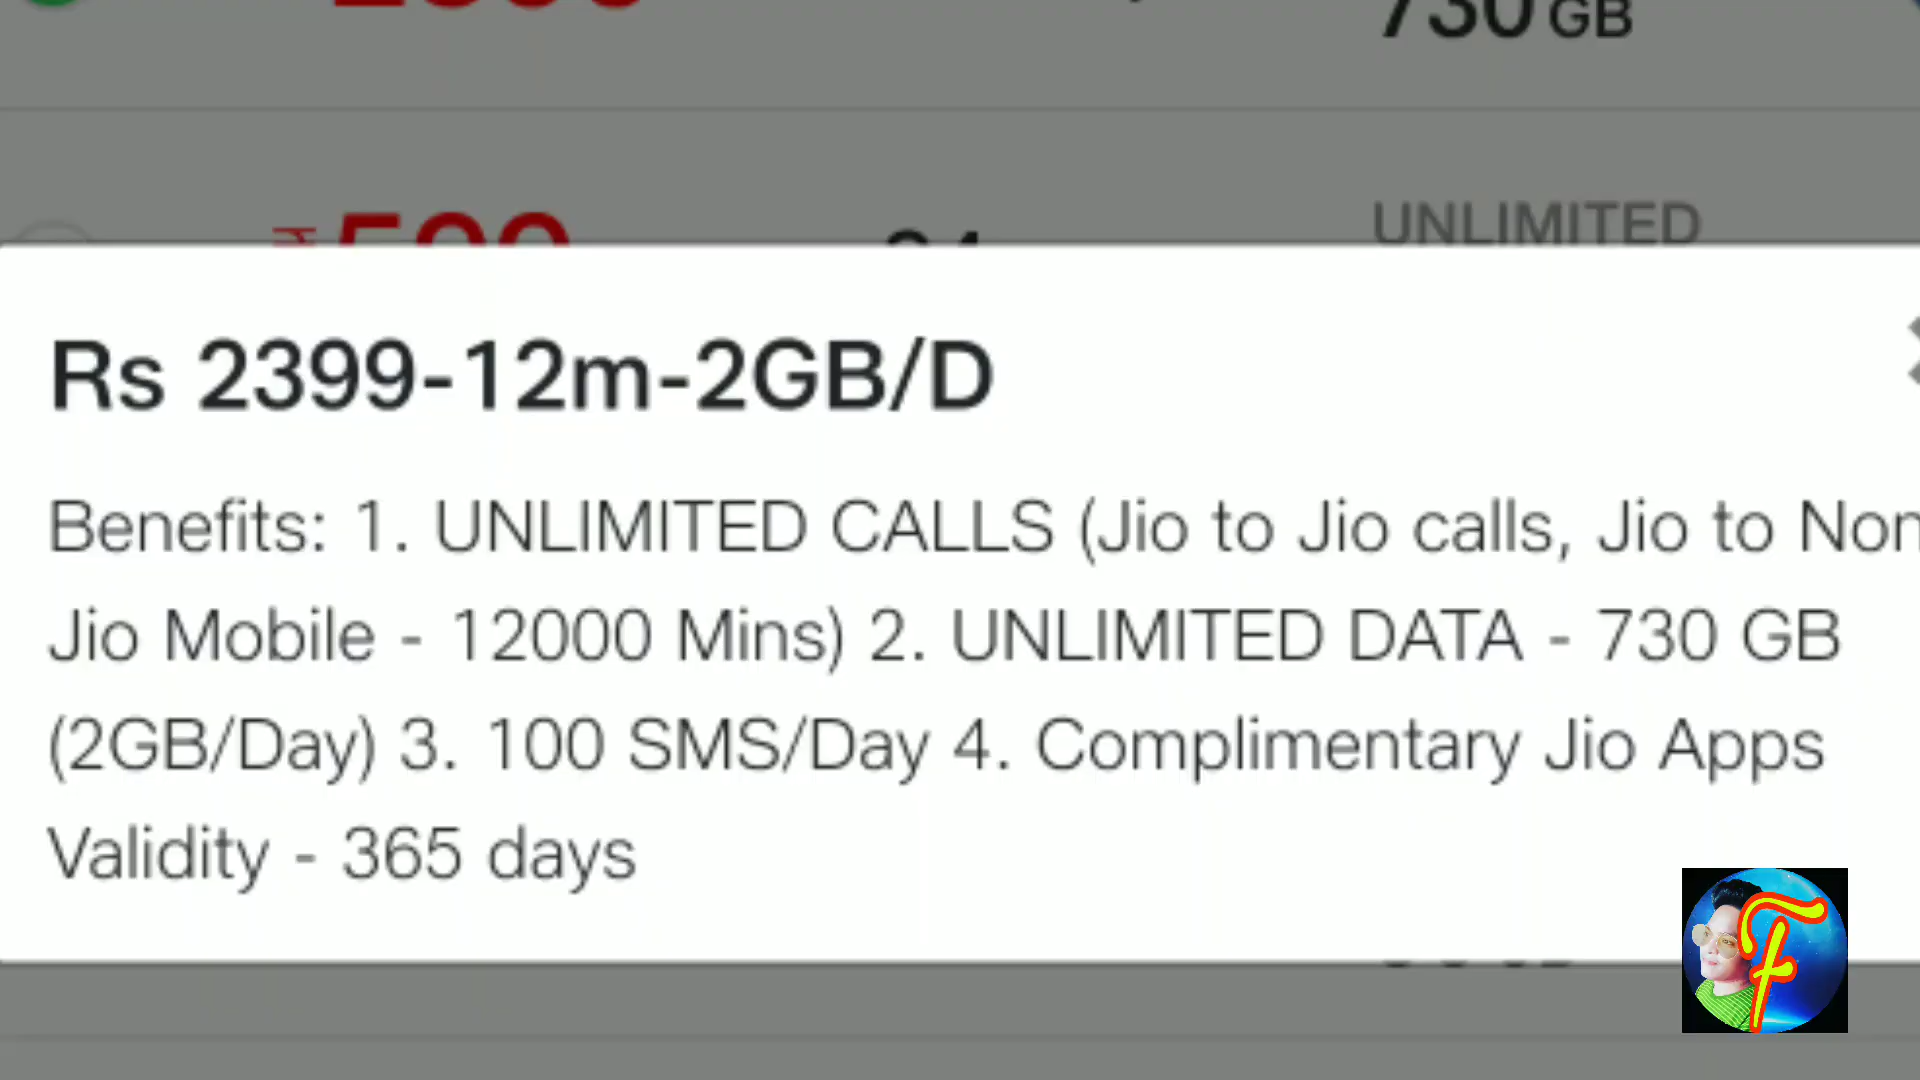 730 GB
UNLIMITED
Rs 2399-12m-2GB/D
Benefits: 1. UNLIMITED CALLS (Jio to Jio calls, Jio to Non
Jio Mobile - 12000 Mins) 2. UNLIMITED DATA - 730 GB
(2GB/Day) 3. 100 SMS/Day 4. Complimentary Jio Apps
Validity - 365 days
F